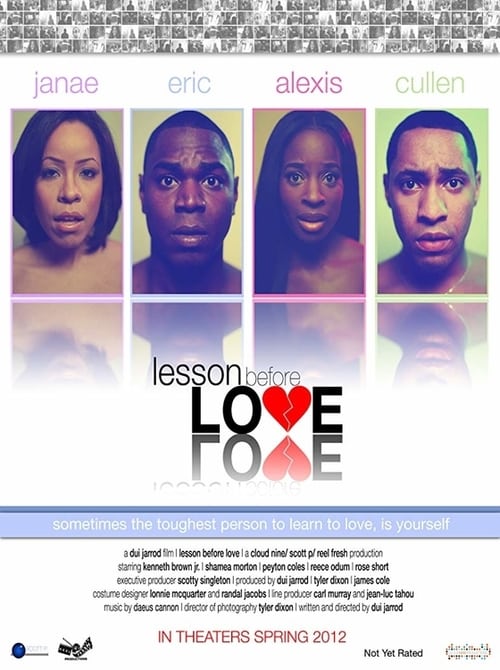 janae eric alexis cullen
lesson before
LOVE
sometimes the toughest person to learn to love, is yourself
a dui jarrod film | lesson before love | a cloud nine/ scott p/ reel fresh production
starring kenneth brown jr. | shamea morton | peyton coles | reece odum | rose short
executive producer scotty singleton | produced by dui jarrod | tyler dixon | james cole
costume designer lonnie mcquarter and randal jacobs | line producer carl murray and jean-luc tahou
music by daeus cannon | director of photography tyler dixon | written and directed by dui jarrod
IN THEATERS SPRING 2012
Not Yet Rated